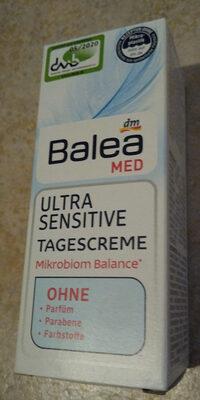 05/2020
dm
Balea
MED
ULTRA
SENSITIVE
TAGESCREME
Mikrobiom Balance*
OHNE
• Parfüm
• Parabene
• Farbstoffe